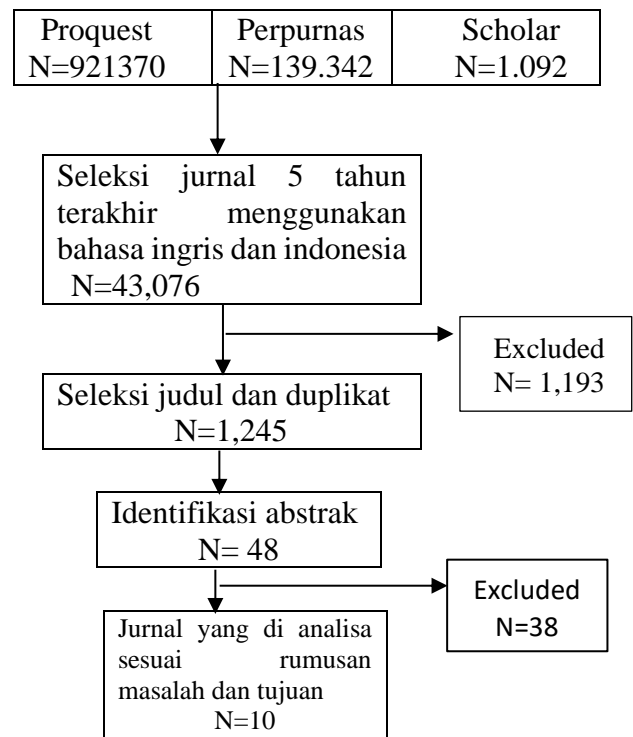 Proquest
N=921370
Perpurnas
N=139.342
Scholar
N=1.092
Seleksi jurnal 5 tahun
terakhir menggunakan
bahasa ingris dan indonesia
N=43,076
Excluded
N= 1,193
Seleksi judul dan duplikat
N=1,245
Identifikasi abstrak
N= 48
Excluded
N=38
Jurnal yang di analisa
sesuai rumusan
masalah dan tujuan
N=10